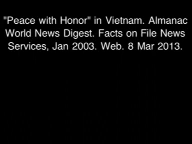 "Peace with Honor" in Vietnam. Almanac
World News Digest. Facts on File News
Services, Jan 2003. Web. 8 Mar 2013.